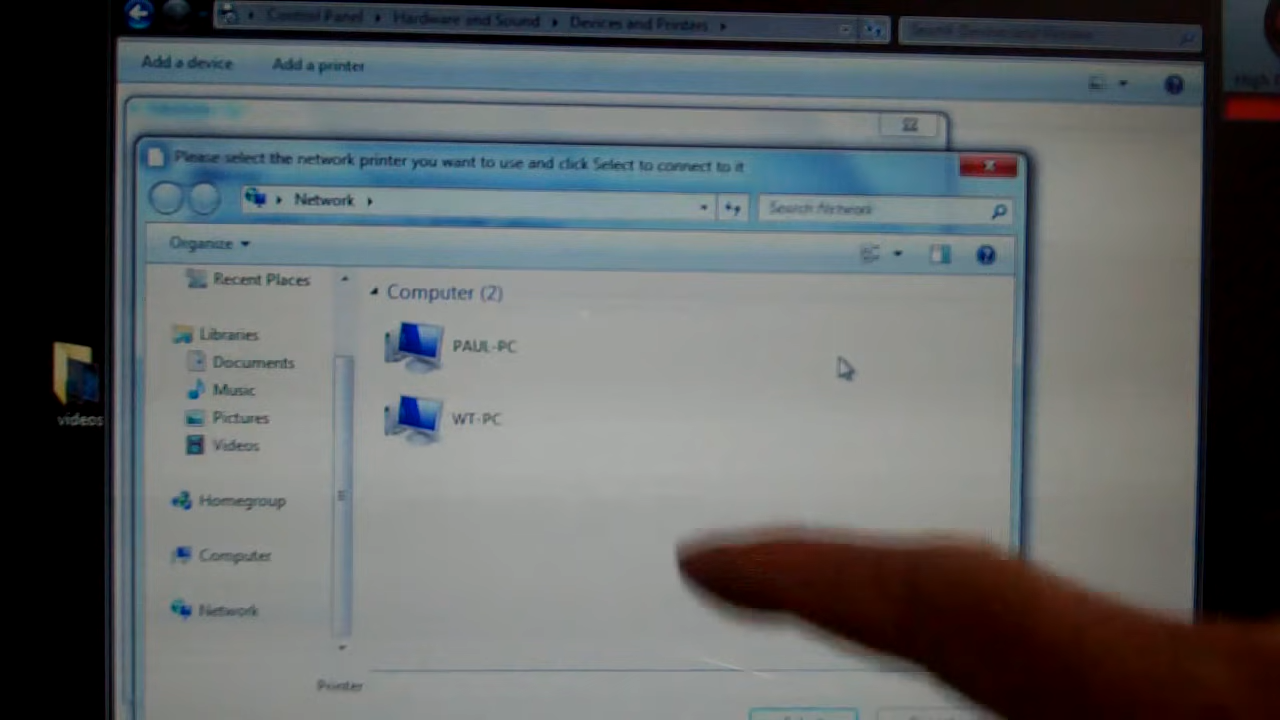 Control Panel Hardware and Sound Devices and Printers
Add a device Add a printer
Please select the network printer you want to use and click Select to connect to it
Network Search Network
Organize
Recent Places
Libraries
Documents
Music
Pictures
Videos
Homegroup
Computer
Network
Computer (2)
PAUL-PC
WT-PC
videos
Printer